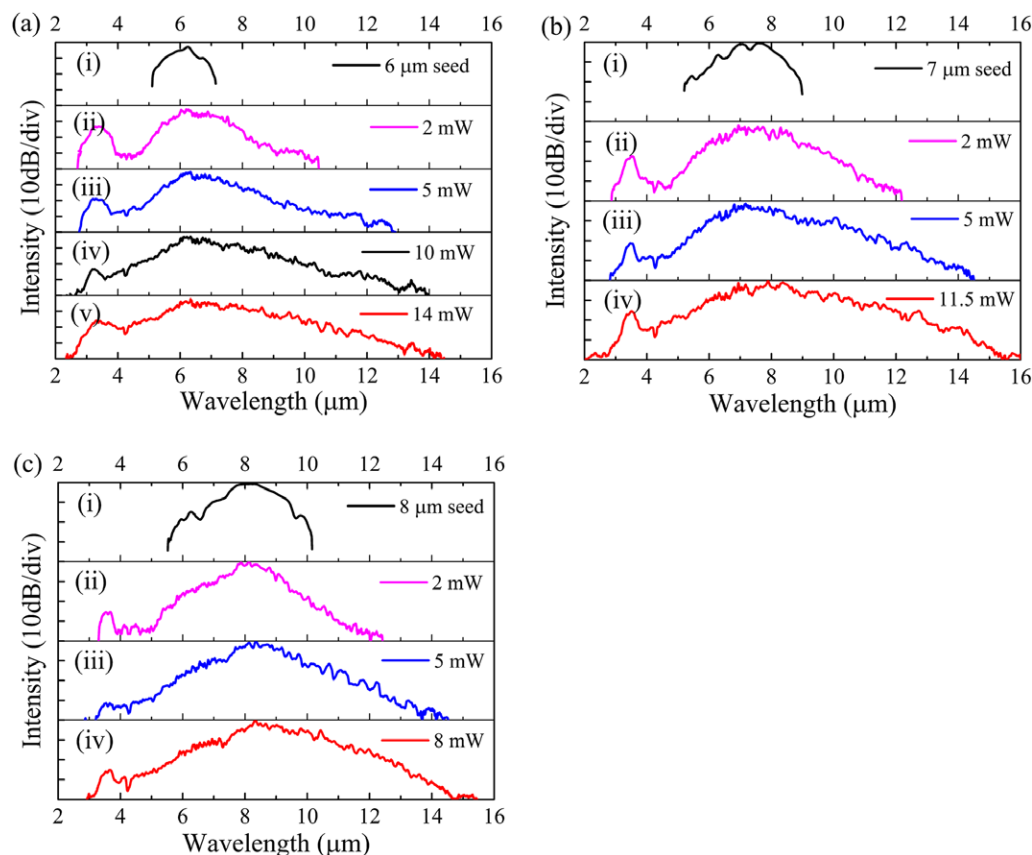 (a)
2 4 6 8 10 12 14 16
(i)
6 μm seed
(ii)
2 mW
(iii)
5 mW
(iv)
10 mW
(v)
14 mW
Intensity (10dB/div)
2 4 6 8 10 12 14 16
Wavelength (μm)
(b)
2 4 6 8 10 12 14 16
(i)
7 μm seed
(ii)
2 mW
(iii)
5 mW
(iv)
11.5 mW
Intensity (10dB/div)
2 4 6 8 10 12 14 16
Wavelength (μm)
(c)
2 4 6 8 10 12 14 16
(i)
8 μm seed
(ii)
2 mW
(iii)
5 mW
(iv)
8 mW
Intensity (10dB/div)
2 4 6 8 10 12 14 16
Wavelength (μm)